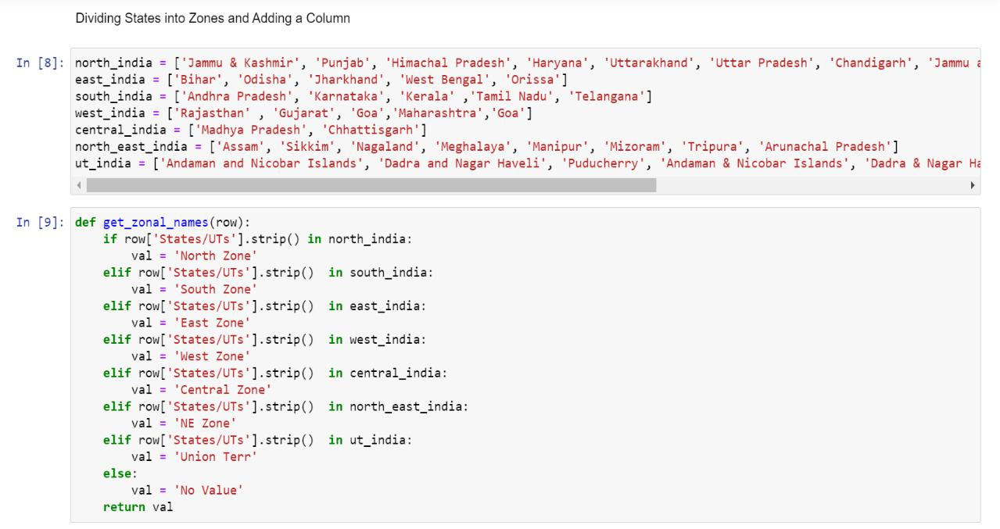 Dividing States into Zones and Adding a Column
In [8]: north_india = ['Jammu & Kashmir', 'Punjab', 'Himachal Pradesh', 'Haryana', 'Uttarakhand', 'Uttar Pradesh', 'Chandigarh', 'Jammu a
east_india = ['Bihar', 'Odisha', 'Jharkhand', 'West Bengal', 'Orissa']
south_india = ['Andhra Pradesh', 'Karnataka', 'Kerala' ,'Tamil Nadu', 'Telangana']
west_india = ['Rajasthan' , 'Gujarat', 'Goa','Maharashtra','Goa']
central_india = ['Madhya Pradesh', 'Chhattisgarh']
north_east_india = ['Assam', 'Sikkim', 'Nagaland', 'Meghalaya', 'Manipur', 'Mizoram', 'Tripura', 'Arunachal Pradesh']
ut_india = ['Andaman and Nicobar Islands', 'Dadra and Nagar Haveli', 'Puducherry', 'Andaman & Nicobar Islands', 'Dadra & Nagar Ha
In [9]: def get_zonal_names(row):
    if row['States/UTs'].strip() in north_india:
        val = 'North Zone'
    elif row['States/UTs'].strip()  in south_india:
        val = 'South Zone'
    elif row['States/UTs'].strip()  in east_india:
        val = 'East Zone'
    elif row['States/UTs'].strip()  in west_india:
        val = 'West Zone'
    elif row['States/UTs'].strip()  in central_india:
        val = 'Central Zone'
    elif row['States/UTs'].strip()  in north_east_india:
        val = 'NE Zone'
    elif row['States/UTs'].strip()  in ut_india:
        val = 'Union Terr'
    else:
        val = 'No Value'
    return val